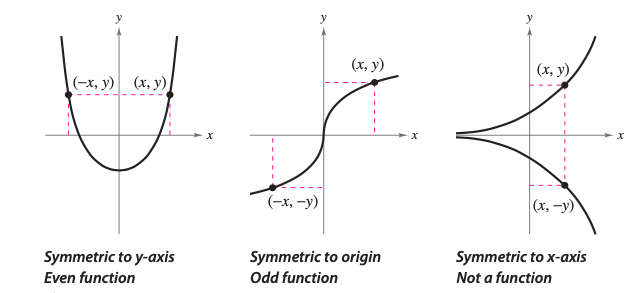 y
(−x, y)
(x, y)
x
Symmetric to y-axis
Even function
y
(x, y)
x
(−x, −y)
Symmetric to origin
Odd function
y
(x, y)
x
(x, −y)
Symmetric to x-axis
Not a function